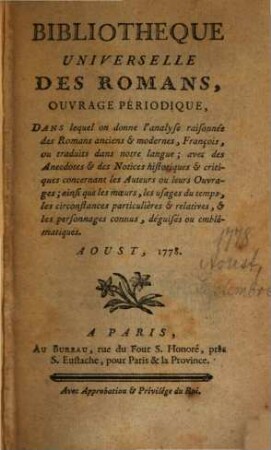 BIBLIOTHEQUE
UNIVERSELLE
DES ROMANS,
OUVRAGE PÉRIODIQUE,
DANS lequel on donne l'analyse raisonnée
des Romans anciens & modernes, François,
ou traduits dans notre langue; avec des
Anecdotes & des Notices historiques & criti-
ques concernant les Auteurs ou leurs Ouvra-
ges; ainsi que les mœurs, les usages du temps,
les circonstances particulières & relatives, &
les personnages connus, déguisés ou emblé-
matiques.
AOUST, 1778.
1778
Aoust,
A PARIS,
AU BUREAU, rue du Four S. Honoré, près
S. Eustache, pour Paris & la Province.
Avec Approbation & Privilége du Roi.